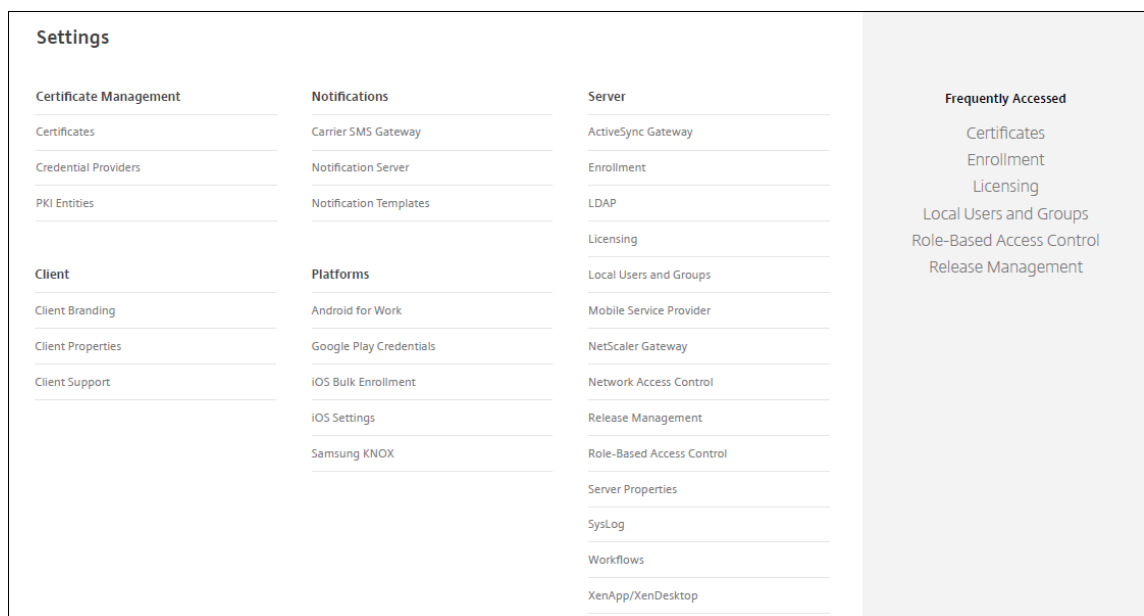 Settings
Certificate Management
Certificates
Credential Providers
PKI Entities
Client
Client Branding
Client Properties
Client Support
Notifications
Carrier SMS Gateway
Notification Server
Notification Templates
Platforms
Android for Work
Google Play Credentials
iOS Bulk Enrollment
iOS Settings
Samsung KNOX
Server
ActiveSync Gateway
Enrollment
LDAP
Licensing
Local Users and Groups
Mobile Service Provider
NetScaler Gateway
Network Access Control
Release Management
Role-Based Access Control
Server Properties
SysLog
Workflows
XenApp/XenDesktop
Frequently Accessed
Certificates
Enrollment
Licensing
Local Users and Groups
Role-Based Access Control
Release Management